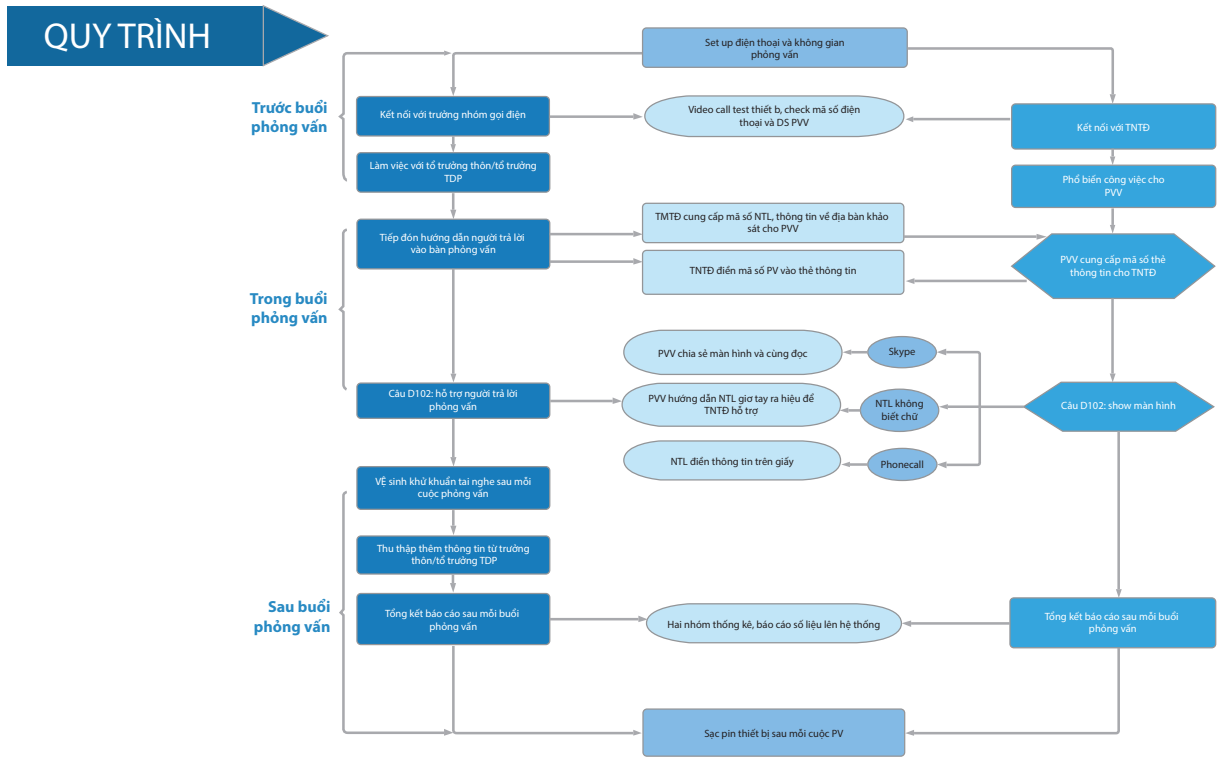 QUY TRÌNH
Set up điện thoại và không gian
phỏng vấn
Trước buổi
phỏng vấn
Kết nối với trưởng nhóm gọi điện
Video call test thiết b, check mã số điện
thoại và DS PVV
Kết nối với TNTĐ
Làm việc với tổ trưởng thôn/tổ trưởng
TDP
Phổ biến công việc cho
PVV
Tiếp đón hướng dẫn người trả lời
vào bàn phỏng vấn
TMTĐ cung cấp mã số NTL, thông tin về địa bàn khảo
sát cho PVV
TNTĐ điền mã số PV vào thẻ thông tin
PVV cung cấp mã số thẻ
thông tin cho TNTĐ
Trong buổi
phỏng vấn
PVV chia sẻ màn hình và cùng đọc
Skype
Câu D102: hỗ trợ người trả lời
phỏng vấn
PVV hướng dẫn NTL giơ tay ra hiệu để
TNTĐ hỗ trợ
NTL không
biết chữ
Câu D102: show màn hình
NTL điền thông tin trên giấy
Phonecall
VỆ sinh khử khuẩn tai nghe sau mỗi
cuộc phỏng vấn
Thu thập thêm thông tin từ trưởng
thôn/tổ trưởng TDP
Sau buổi
phỏng vấn
Tổng kết báo cáo sau mỗi buổi
phỏng vấn
Hai nhóm thống kê, báo cáo số liệu lên hệ thống
Tổng kết báo cáo sau mỗi buổi
phỏng vấn
Sạc pin thiết bị sau mỗi cuộc PV